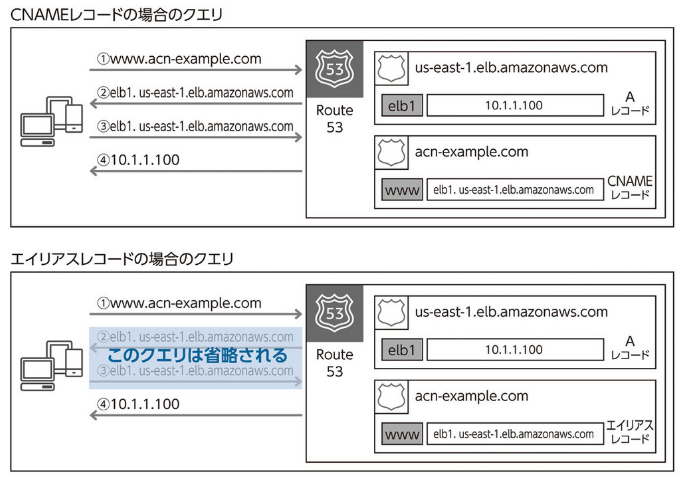 CNAMEレコードの場合のクエリ
①www.acn-example.com
②elb1. us-east-1.elb.amazonaws.com
③elb1. us-east-1.elb.amazonaws.com
④10.1.1.100
53
Route
53
us-east-1.elb.amazonaws.com
elb1
10.1.1.100
A
レコード
acn-example.com
www
elb1. us-east-1.elb.amazonaws.com
CNAME
レコード
エイリアスレコードの場合のクエリ
①www.acn-example.com
②elb1. us-east-1.elb.amazonaws.com
このクエリは省略される
③elb1. us-east-1.elb.amazonaws.com
④10.1.1.100
53
Route
53
us-east-1.elb.amazonaws.com
elb1
10.1.1.100
A
レコード
acn-example.com
www
elb1. us-east-1.elb.amazonaws.com
エイリアス
レコード